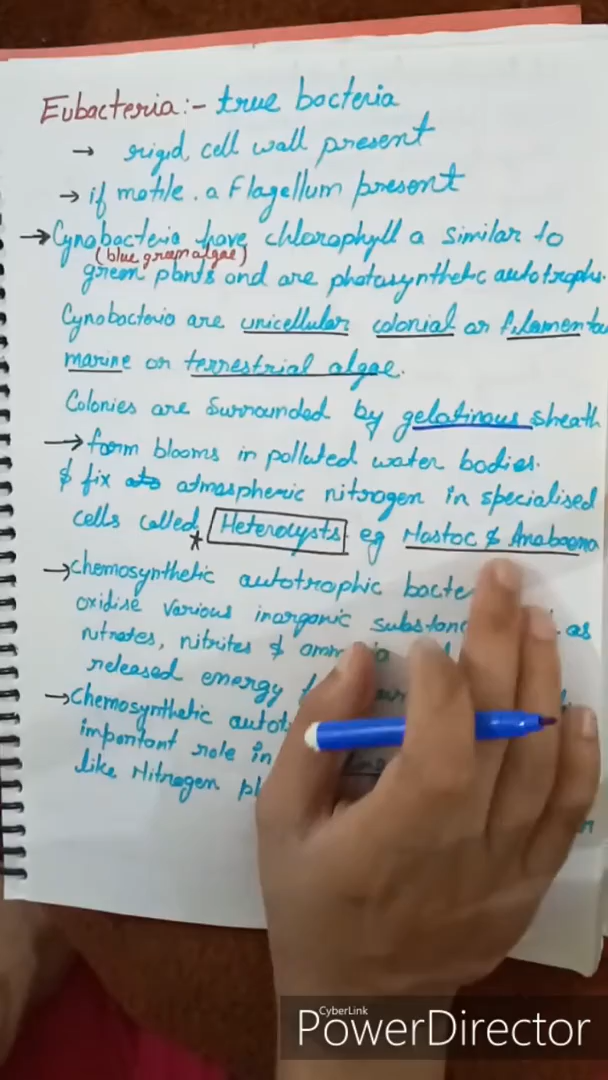 Eubacteria:- true bacteria
→ rigid cell wall present
→ if motile. a Flagellum present
→ Cynobacteria have chlorophyll a similar to
(blue green algae)
green plants and are photosynthetic autotrophs.
Cynobacteria are unicellular colonial or filamentou
marine or terrestrial algae.
Colonies are surrounded by gelatinous sheath
→ form blooms in polluted water bodies.
& fix atmospheric nitrogen in specialised
cells called Heterocysts eg Nostoc & Anabaena
→ Chemosynthetic autotrophic bacte
oxidise various inorganic substanc as
nitrates, nitrites & amm
released energy
→ Chemosynthetic autot
important role in
like Nitrogen p
CyberLink
PowerDirector